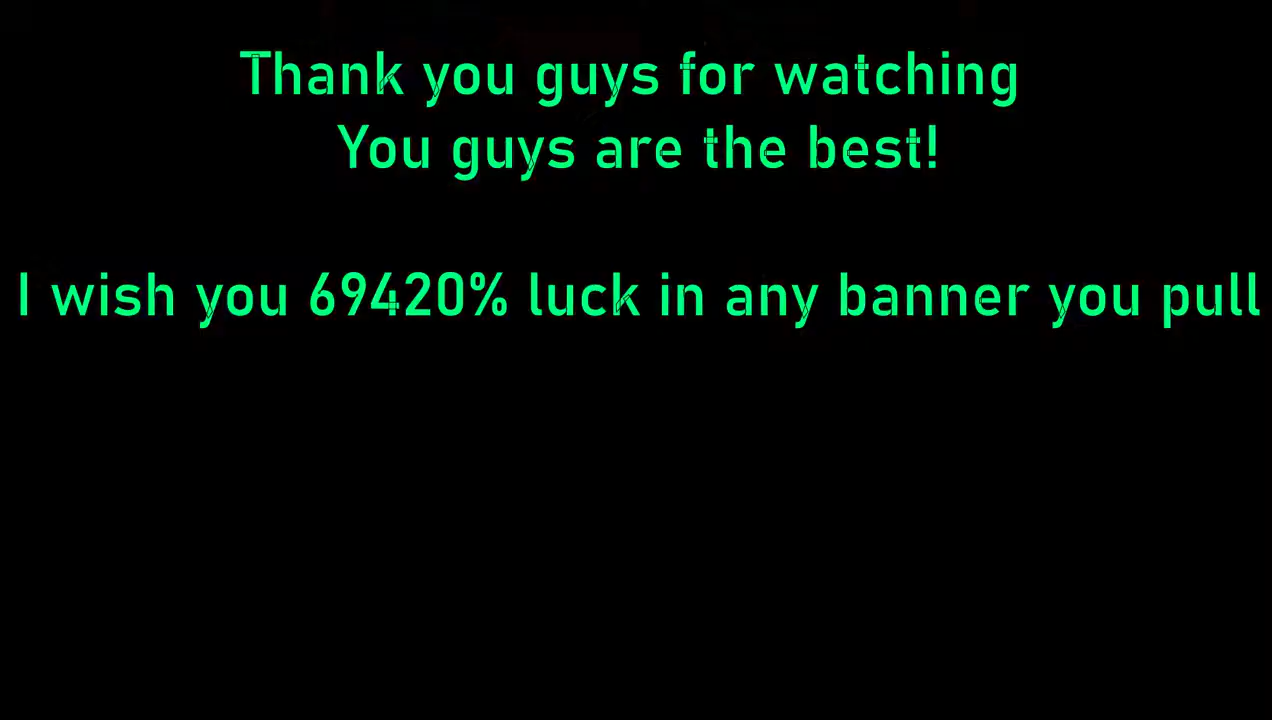 Thank you guys for watching
You guys are the best!
I wish you 69420% luck in any banner you pull